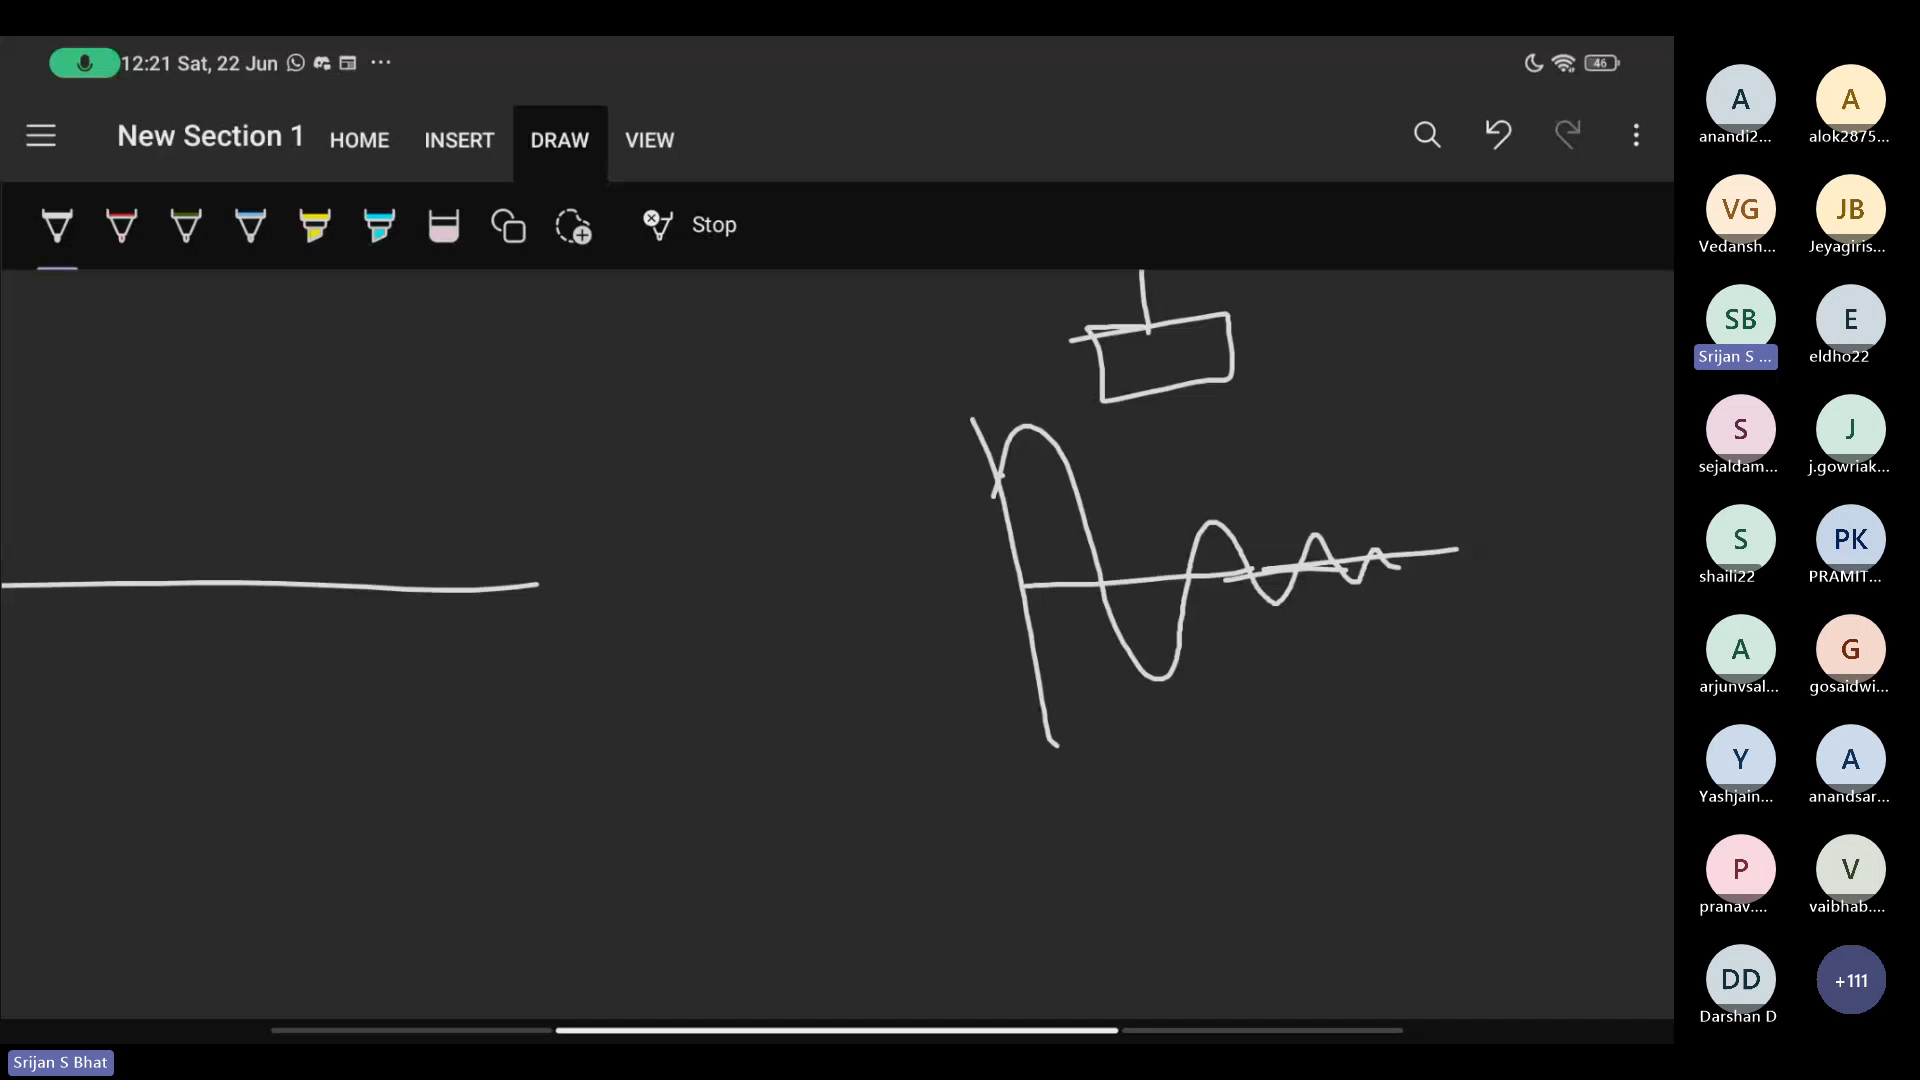 12:21 Sat, 22 Jun
46
New Section 1 HOME INSERT DRAW VIEW
Stop
A A
anandi2... alok2875...
VG JB
Vedansh... Jeyagiris...
SB E
Srijan S ... eldho22
S J
sejaldam... j.gowriak...
S PK
shaili22 PRAMIT...
A G
arjunvsal... gosaidwi...
Y A
Yashjain... anandsar...
P V
pranav.... vaibhab....
DD +111
Darshan D
Srijan S Bhat